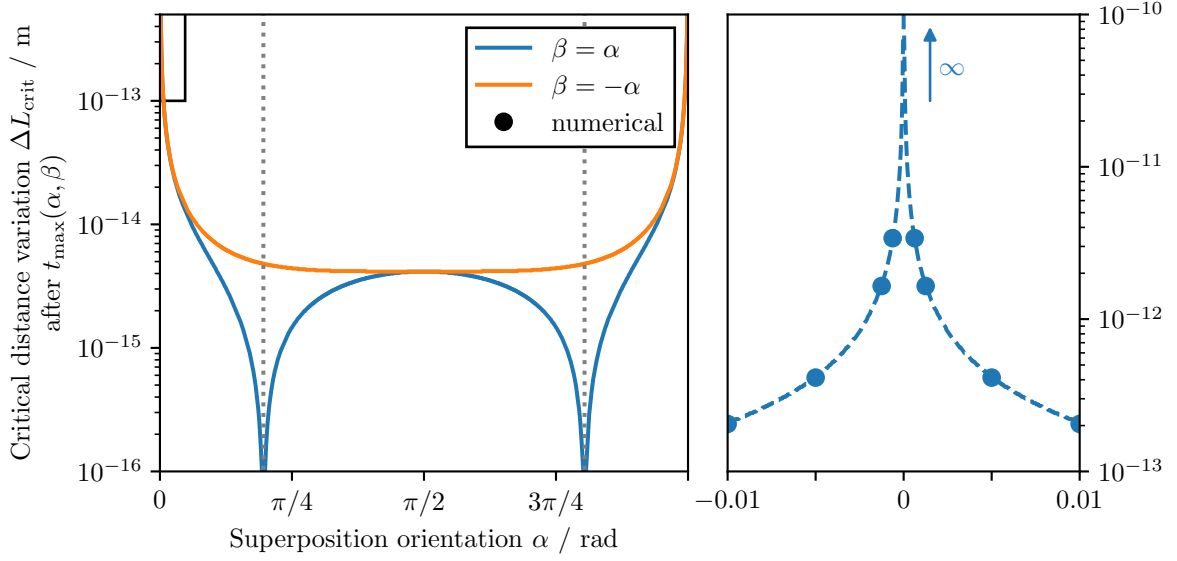 Critical distance variation ΔL_crit / m
after t_max(α, β)
10⁻¹³
10⁻¹⁴
10⁻¹⁵
10⁻¹⁶
0
π/4
π/2
3π/4
Superposition orientation α / rad
β = α
β = −α
numerical
∞
10⁻¹⁰
10⁻¹¹
10⁻¹²
10⁻¹³
−0.01
0
0.01